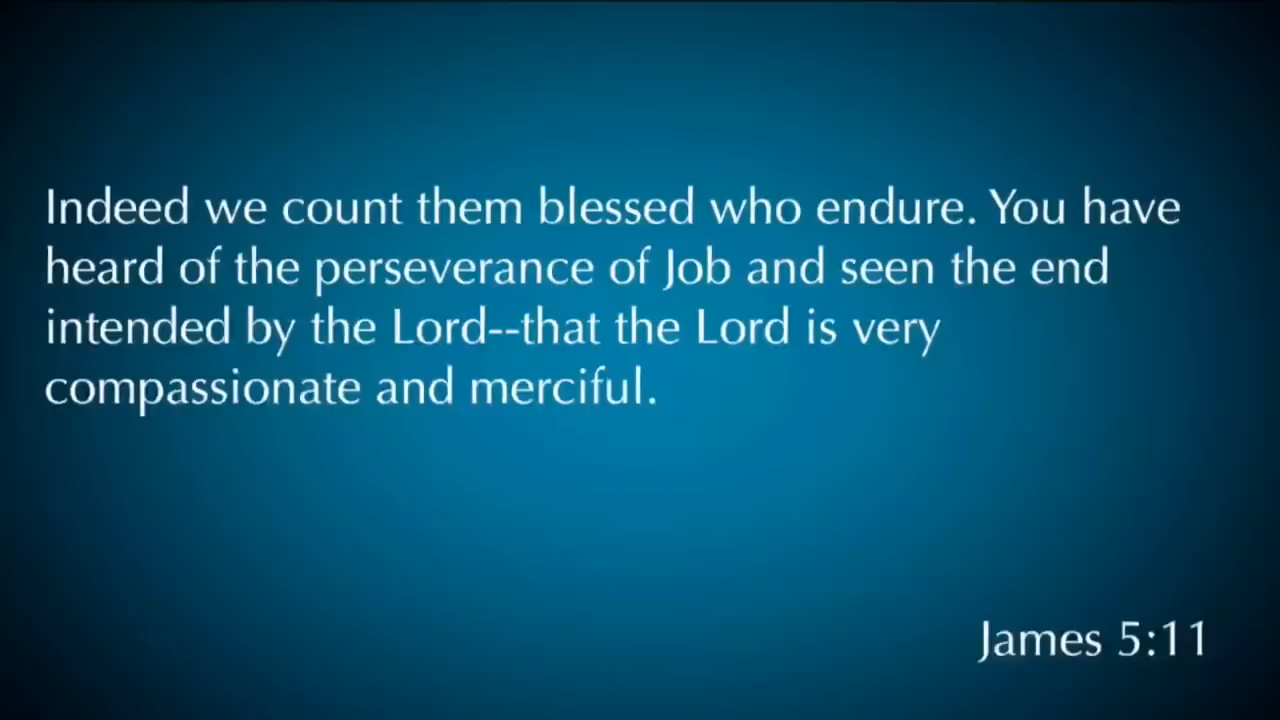 Indeed we count them blessed who endure. You have
heard of the perseverance of Job and seen the end
intended by the Lord--that the Lord is very
compassionate and merciful.
James 5:11